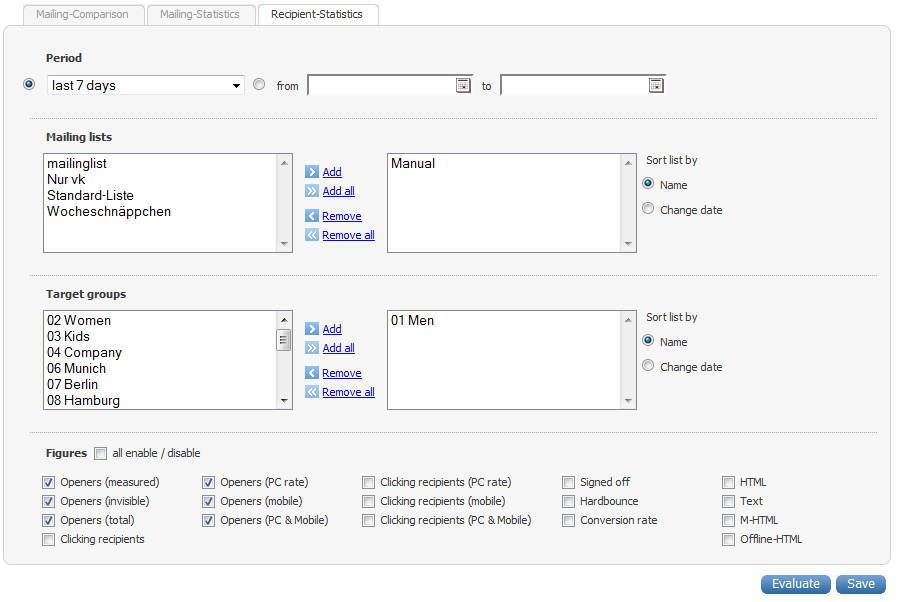 Mailing-Comparison Mailing-Statistics Recipient-Statistics
Period
last 7 days from to
Mailing lists
mailinglist
Nur vk
Standard-Liste
Wocheschnäppchen
Add
Add all
Remove
Remove all
Manual
Sort list by
Name
Change date
Target groups
02 Women
03 Kids
04 Company
06 Munich
07 Berlin
08 Hamburg
Add
Add all
Remove
Remove all
01 Men
Sort list by
Name
Change date
Figures all enable / disable
Openers (measured) Openers (PC rate) Clicking recipients (PC rate) Signed off HTML
Openers (invisible) Openers (mobile) Clicking recipients (mobile) Hardbounce Text
Openers (total) Openers (PC & Mobile) Clicking recipients (PC & Mobile) Conversion rate M-HTML
Clicking recipients Offline-HTML
Evaluate Save